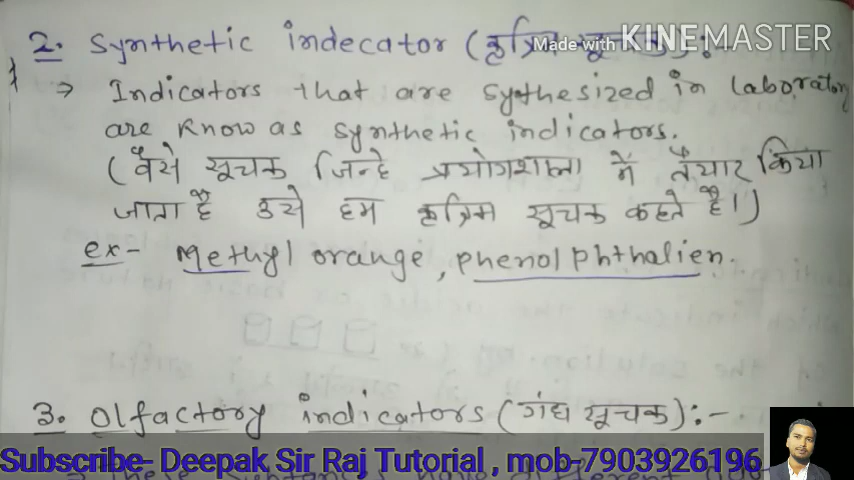 Made with KINEMASTER
2. Synthetic indecator (कृत्रिम सूचक) :-
→ Indicators that are sythesized in laboratory
are know as synthetic indicators.
(वैसे सूचक जिन्हे प्रयोगशाला में तैयार किया
जाता है उसे हम कृत्रिम सूचक कहते है।)
ex- Methyl orange, phenolphthalien.
3. Olfactory indicators (गंध सूचक) :-
Subscribe- Deepak Sir Raj Tutorial , mob-7903926196